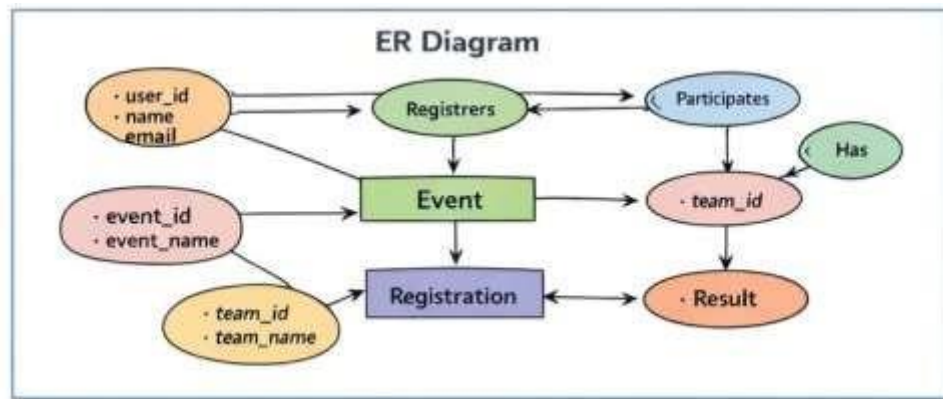 ER Diagram
· user_id
· name
email
Registrers
Participates
Has
Event
· team_id
· event_id
· event_name
Registration
· Result
· team_id
· team_name